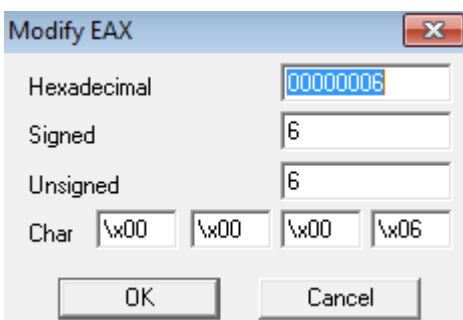 Modify EAX
Hexadecimal 00000006
Signed 6
Unsigned 6
Char \x00 \x00 \x00 \x06
OK Cancel